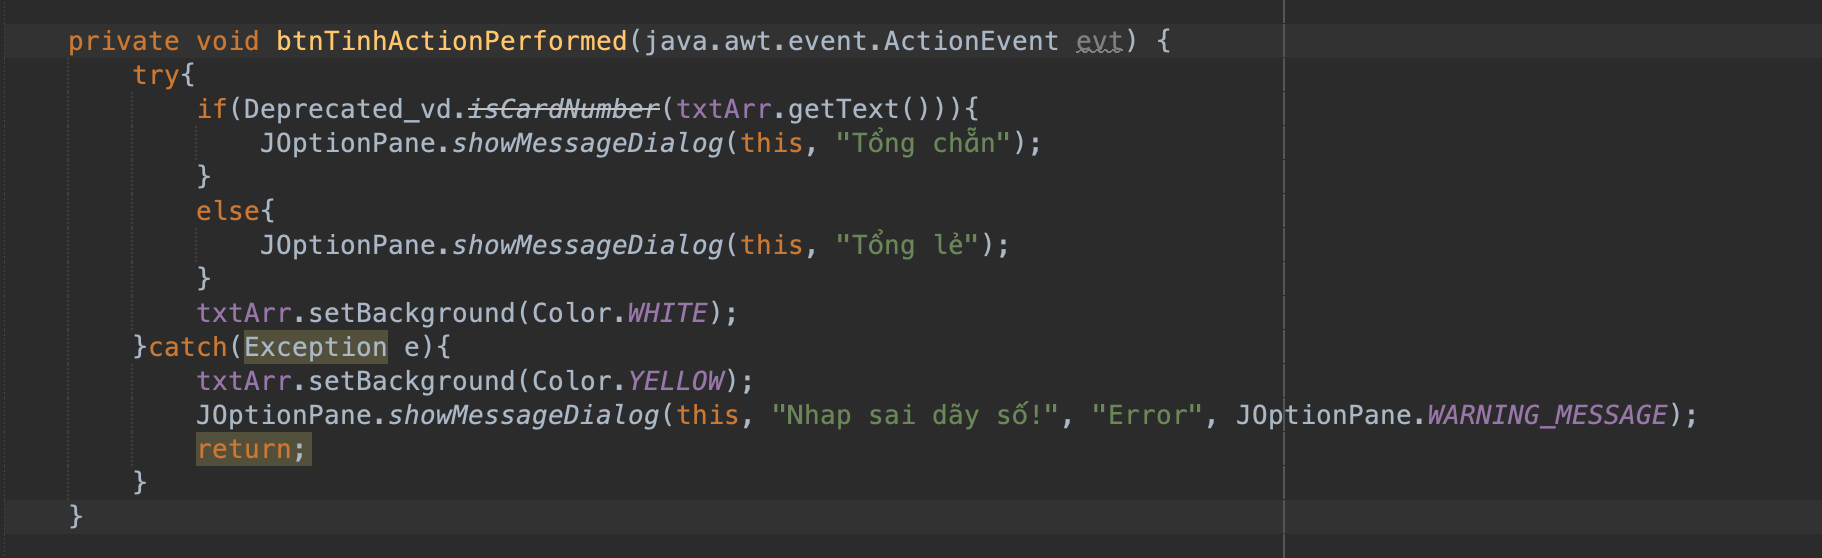 private void btnTinhActionPerformed(java.awt.event.ActionEvent evt) {
try{
if(Deprecated_vd.isCardNumber(txtArr.getText())){
JOptionPane.showMessageDialog(this, "Tổng chẵn");
}
else{
JOptionPane.showMessageDialog(this, "Tổng lẻ");
}
txtArr.setBackground(Color.WHITE);
}catch(Exception e){
txtArr.setBackground(Color.YELLOW);
JOptionPane.showMessageDialog(this, "Nhap sai dãy số!", "Error", JOptionPane.WARNING_MESSAGE);
return;
}
}